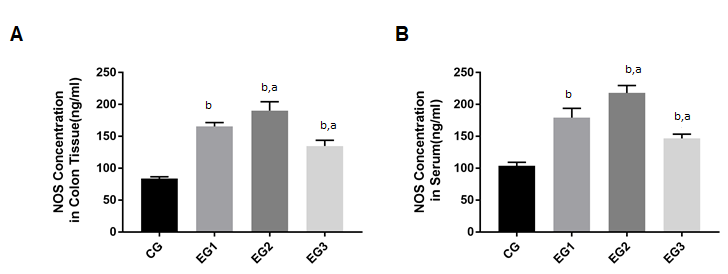 A
B
NOS Concentration
in Colon Tissue(ng/ml)
250
200
150
100
50
0
b
b,a
b,a
CG
EG1
EG2
EG3
NOS Concentration
in Serum(ng/ml)
250
200
150
100
50
0
b
b,a
b,a
CG
EG1
EG2
EG3